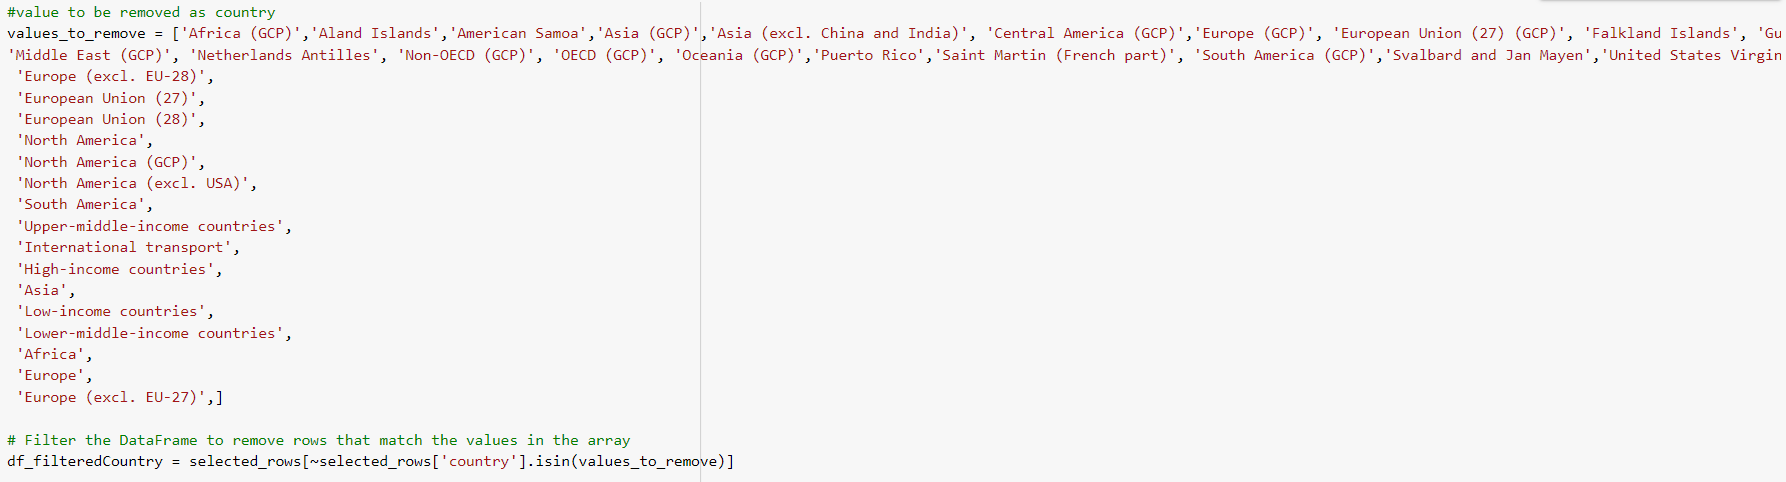 #value to be removed as country
values_to_remove = ['Africa (GCP)','Aland Islands','American Samoa','Asia (GCP)','Asia (excl. China and India)', 'Central America (GCP)','Europe (GCP)', 'European Union (27) (GCP)', 'Falkland Islands', 'Gu
'Middle East (GCP)', 'Netherlands Antilles', 'Non-OECD (GCP)', 'OECD (GCP)', 'Oceania (GCP)','Puerto Rico','Saint Martin (French part)', 'South America (GCP)','Svalbard and Jan Mayen','United States Virgin
'Europe (excl. EU-28)',
'European Union (27)',
'European Union (28)',
'North America',
'North America (GCP)',
'North America (excl. USA)',
'South America',
'Upper-middle-income countries',
'International transport',
'High-income countries',
'Asia',
'Low-income countries',
'Lower-middle-income countries',
'Africa',
'Europe',
'Europe (excl. EU-27)',]
# Filter the DataFrame to remove rows that match the values in the array
df_filteredCountry = selected_rows[~selected_rows['country'].isin(values_to_remove)]